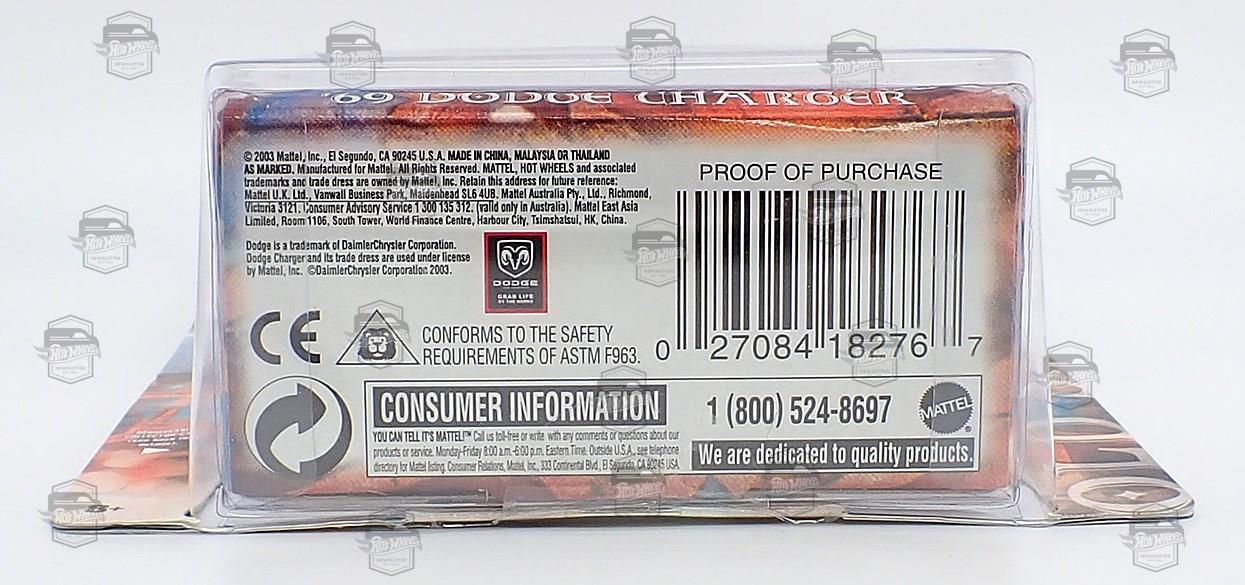 '69 DODGE CHARGER
© 2003 Mattel, Inc., El Segundo, CA 90245 U.S.A. MADE IN CHINA, MALAYSIA OR THAILAND
AS MARKED. Manufactured for Mattel. All Rights Reserved. MATTEL, HOT WHEELS and associated
trademarks and trade dress are owned by Mattel, Inc. Retain this address for future reference:
Mattel U.K. Ltd., Vanwall Business Park, Maidenhead SL6 4UB. Mattel Australia Pty., Ltd., Richmond,
Victoria 3121. Consumer Advisory Service 1 300 135 312. (valid only in Australia). Mattel East Asia
Limited, Room 1106, South Tower, World Finance Centre, Harbour City, Tsimshatsui, HK, China.
Dodge is a trademark of DaimlerChrysler Corporation.
Dodge Charger and its trade dress are used under license
by Mattel, Inc. ©DaimlerChrysler Corporation 2003.
DODGE
GRAB LIFE
BY THE HORNS
PROOF OF PURCHASE
0 27084 18276 7
CE
CONFORMS TO THE SAFETY
REQUIREMENTS OF ASTM F963.
CONSUMER INFORMATION
YOU CAN TELL IT'S MATTEL!™ Call us toll-free or write with any comments or questions about our
products or service. Monday-Friday 8:00 a.m.-6:00 p.m. Eastern Time. Outside U.S.A., see telephone
directory for Mattel listing. Consumer Relations, Mattel, Inc., 333 Continental Blvd., El Segundo, CA 90245 USA.
1 (800) 524-8697
MATTEL
We are dedicated to quality products.
HOT WHEELS
NEWSLETTER